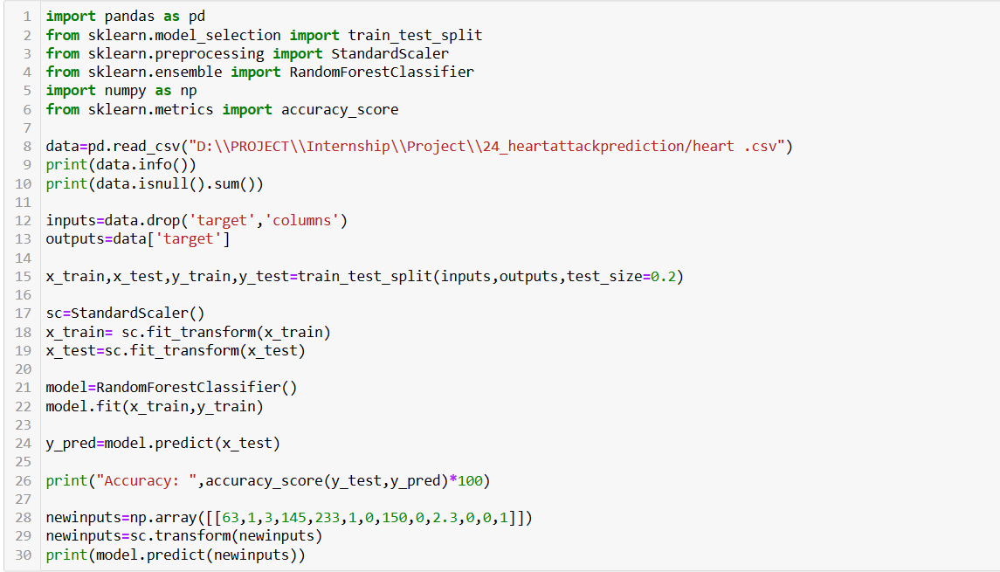 1 import pandas as pd
2 from sklearn.model_selection import train_test_split
3 from sklearn.preprocessing import StandardScaler
4 from sklearn.ensemble import RandomForestClassifier
5 import numpy as np
6 from sklearn.metrics import accuracy_score
7
8 data=pd.read_csv("D:\\PROJECT\\Internship\\Project\\24_heartattackprediction/heart .csv")
9 print(data.info())
10 print(data.isnull().sum())
11
12 inputs=data.drop('target','columns')
13 outputs=data['target']
14
15 x_train,x_test,y_train,y_test=train_test_split(inputs,outputs,test_size=0.2)
16
17 sc=StandardScaler()
18 x_train= sc.fit_transform(x_train)
19 x_test=sc.fit_transform(x_test)
20
21 model=RandomForestClassifier()
22 model.fit(x_train,y_train)
23
24 y_pred=model.predict(x_test)
25
26 print("Accuracy: ",accuracy_score(y_test,y_pred)*100)
27
28 newinputs=np.array([[63,1,3,145,233,1,0,150,0,2.3,0,0,1]])
29 newinputs=sc.transform(newinputs)
30 print(model.predict(newinputs))